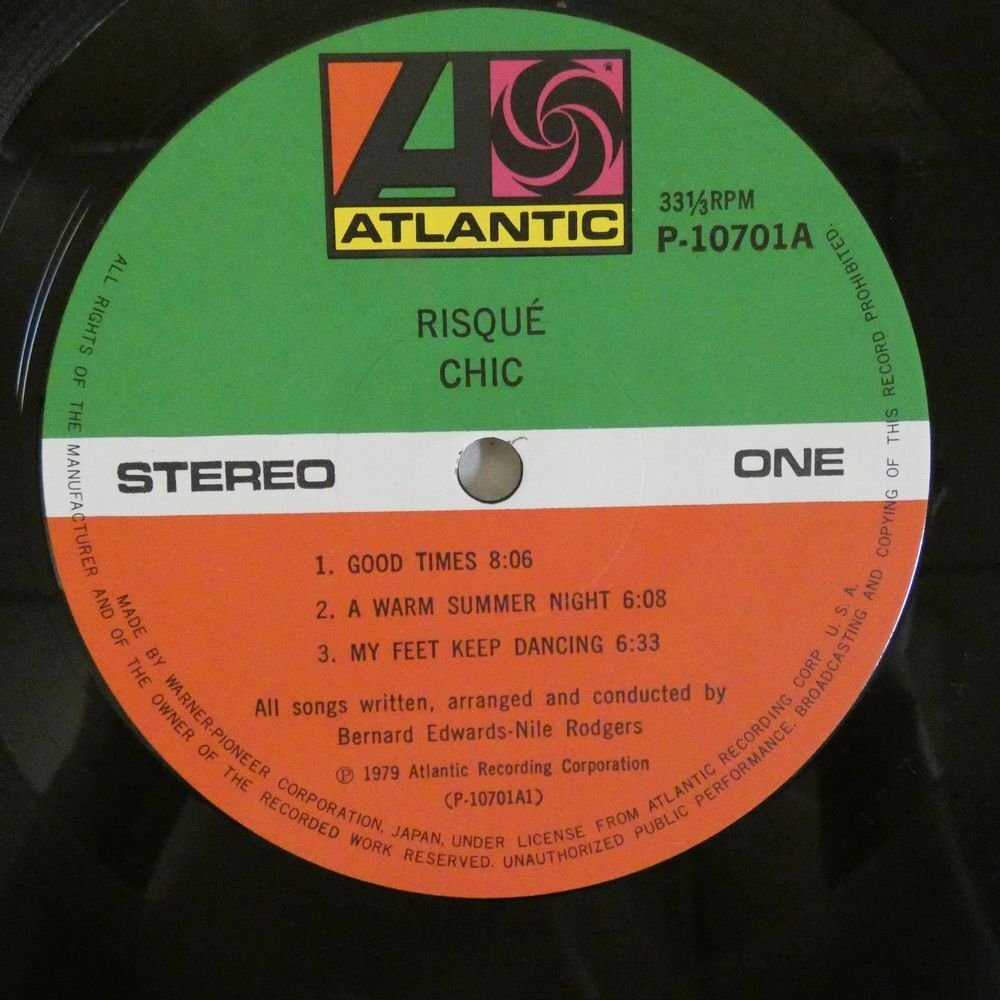 ATLANTIC
33⅓RPM
P-10701A
RISQUÉ
CHIC
STEREO
ONE
1. GOOD TIMES 8:06
2. A WARM SUMMER NIGHT 6:08
3. MY FEET KEEP DANCING 6:33
All songs written, arranged and conducted by
Bernard Edwards-Nile Rodgers
℗ 1979 Atlantic Recording Corporation
(P-10701A1)
MADE BY WARNER-PIONEER CORPORATION, JAPAN, UNDER LICENSE FROM ATLANTIC RECORDING CORP. U. S. A.
ALL RIGHTS OF THE MANUFACTURER AND OF THE OWNER OF THE RECORDED WORK RESERVED. UNAUTHORIZED PUBLIC PERFORMANCE, BROADCASTING AND COPYING OF THIS RECORD PROHIBITED.